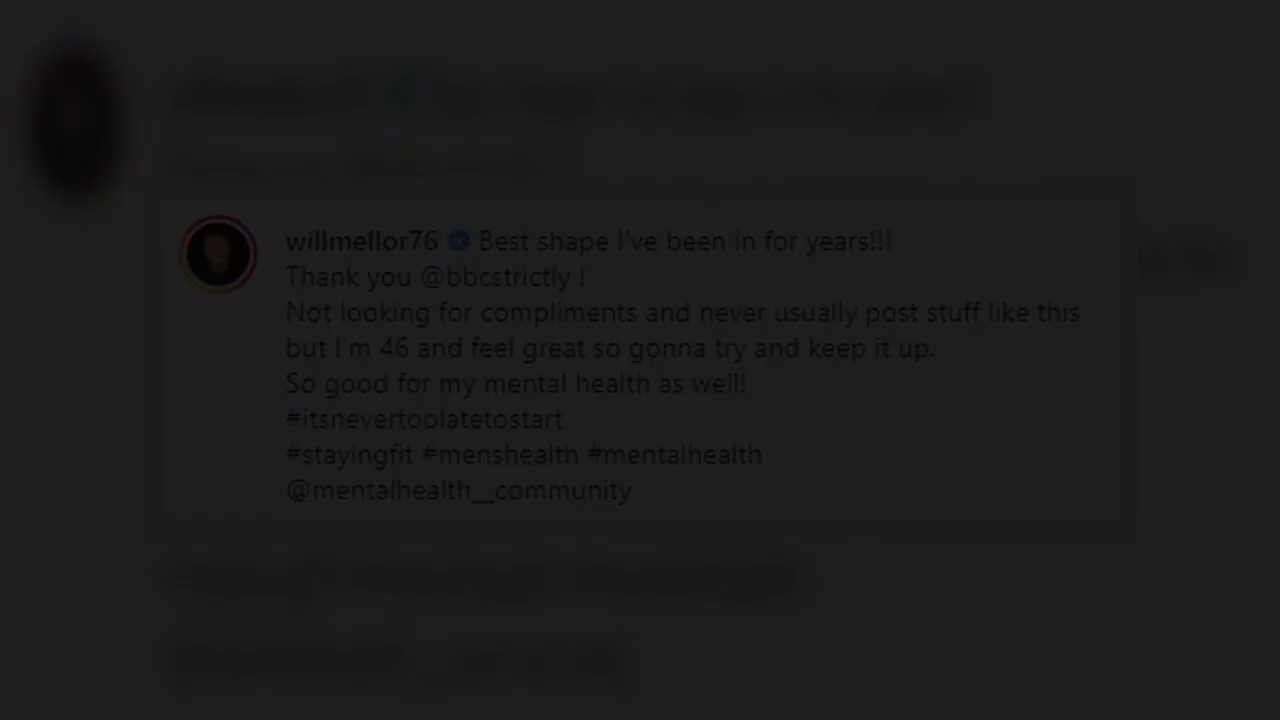 willmellor76 Best shape I've been in for years!!!
Thank you @bbcstrictly !
Not looking for compliments and never usually post stuff like this
but I'm 46 and feel great so gonna try and keep it up.
So good for my mental health as well!
#itsnevertoolatetostart
#stayingfit #menshealth #mentalhealth
@mentalhealth__community